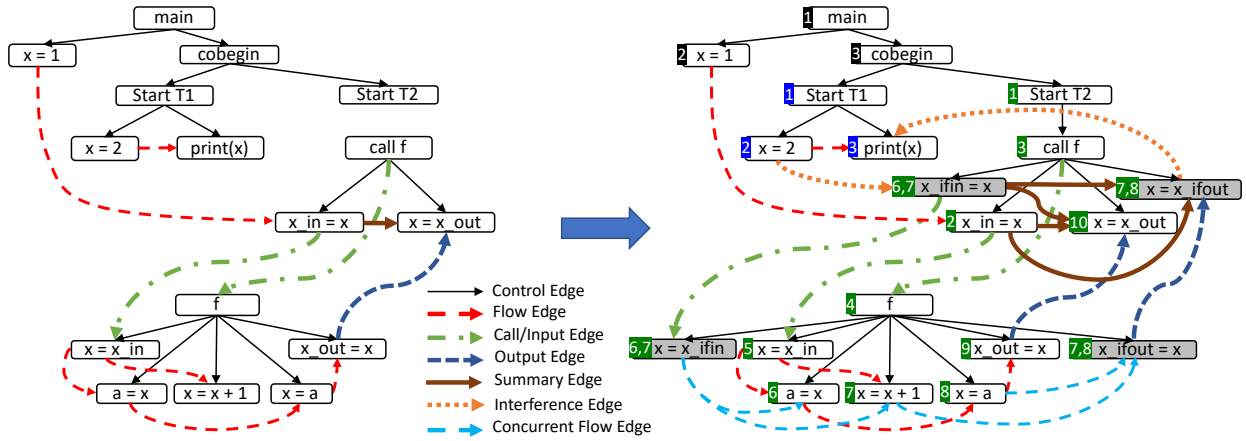 main
x = 1
cobegin
Start T1
Start T2
x = 2
print(x)
call f
x_in = x
x = x_out
f
x = x_in
x_out = x
a = x
x = x + 1
x = a
Control Edge
Flow Edge
Call/Input Edge
Output Edge
Summary Edge
Interference Edge
Concurrent Flow Edge
1 main
2 x = 1
3 cobegin
1 Start T1
1 Start T2
2 x = 2
3 print(x)
3 call f
6,7 x_ifin = x
7,8 x = x_ifout
2 x_in = x
10 x = x_out
4 f
6,7 x = x_ifin
5 x = x_in
9 x_out = x
7,8 x_ifout = x
6 a = x
7 x = x + 1
8 x = a